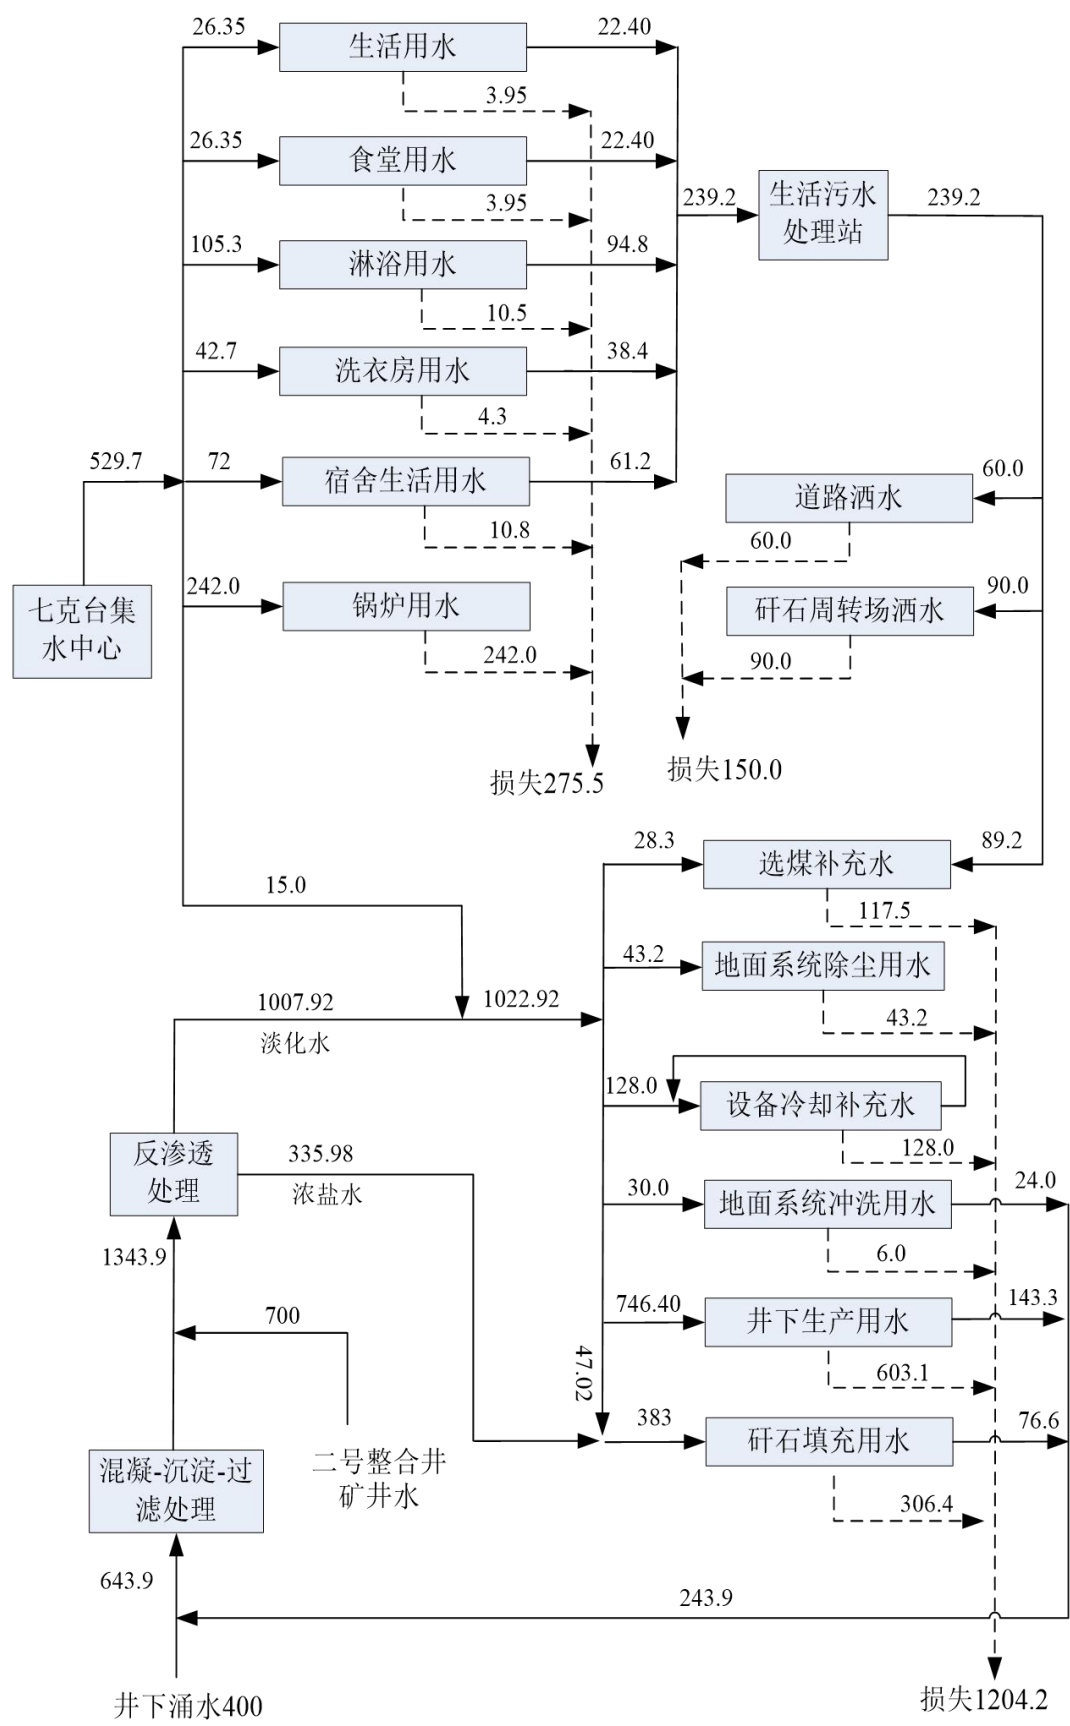 26.35
生活用水
22.40
3.95
26.35
食堂用水
22.40
3.95
239.2
生活污水
处理站
239.2
105.3
淋浴用水
94.8
10.5
42.7
洗衣房用水
38.4
4.3
529.7
72
宿舍生活用水
61.2
10.8
60.0
道路洒水
60.0
七克台集
水中心
242.0
锅炉用水
242.0
90.0
矸石周转场洒水
90.0
损失275.5
损失150.0
15.0
28.3
选煤补充水
89.2
117.5
43.2
地面系统除尘用水
43.2
1007.92
淡化水
1022.92
128.0
设备冷却补充水
128.0
反渗透
处理
335.98
浓盐水
30.0
地面系统冲洗用水
24.0
6.0
1343.9
700
746.40
井下生产用水
143.3
603.1
47.02
383
矸石填充用水
76.6
306.4
二号整合井
矿井水
混凝-沉淀-过
滤处理
643.9
243.9
井下涌水400
损失1204.2